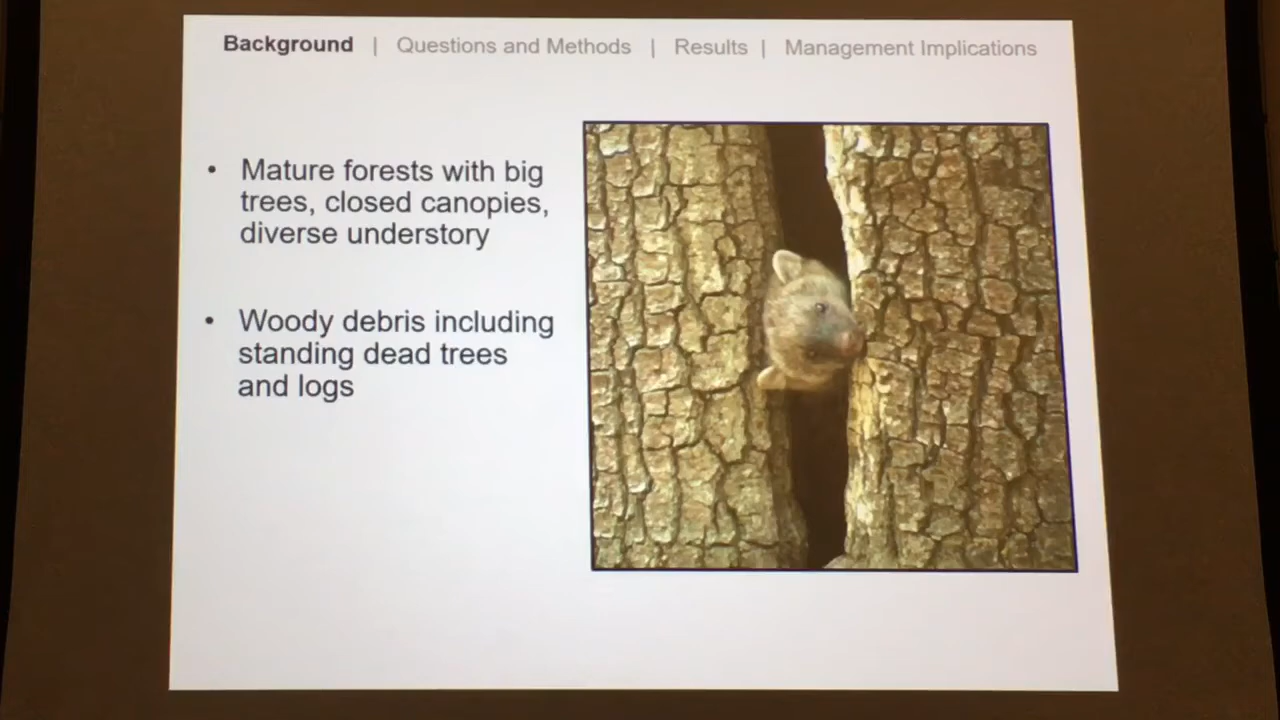 Background | Questions and Methods | Results | Management Implications
• Mature forests with big
trees, closed canopies,
diverse understory
• Woody debris including
standing dead trees
and logs